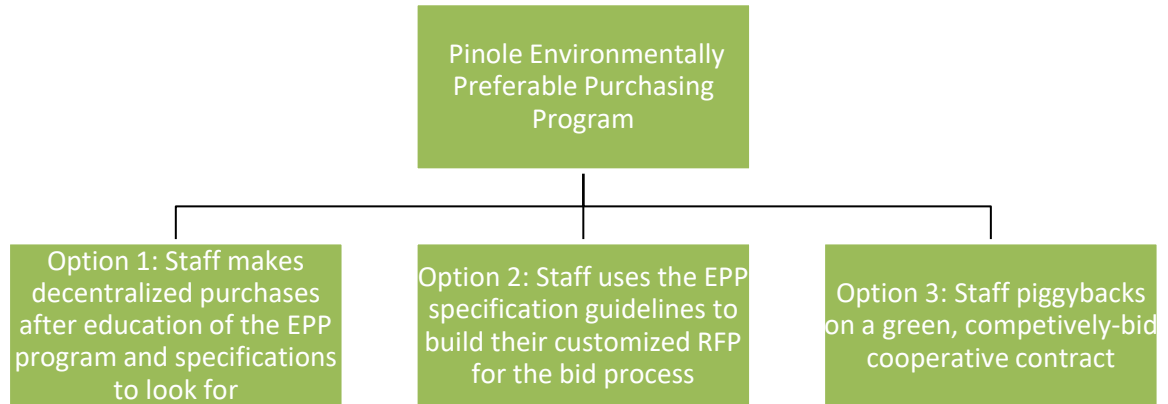 Pinole Environmentally
Preferable Purchasing
Program
Option 1: Staff makes
decentralized purchases
after education of the EPP
program and specifications
to look for
Option 2: Staff uses the EPP
specification guidelines to
build their customized RFP
for the bid process
Option 3: Staff piggybacks
on a green, competively-bid
cooperative contract